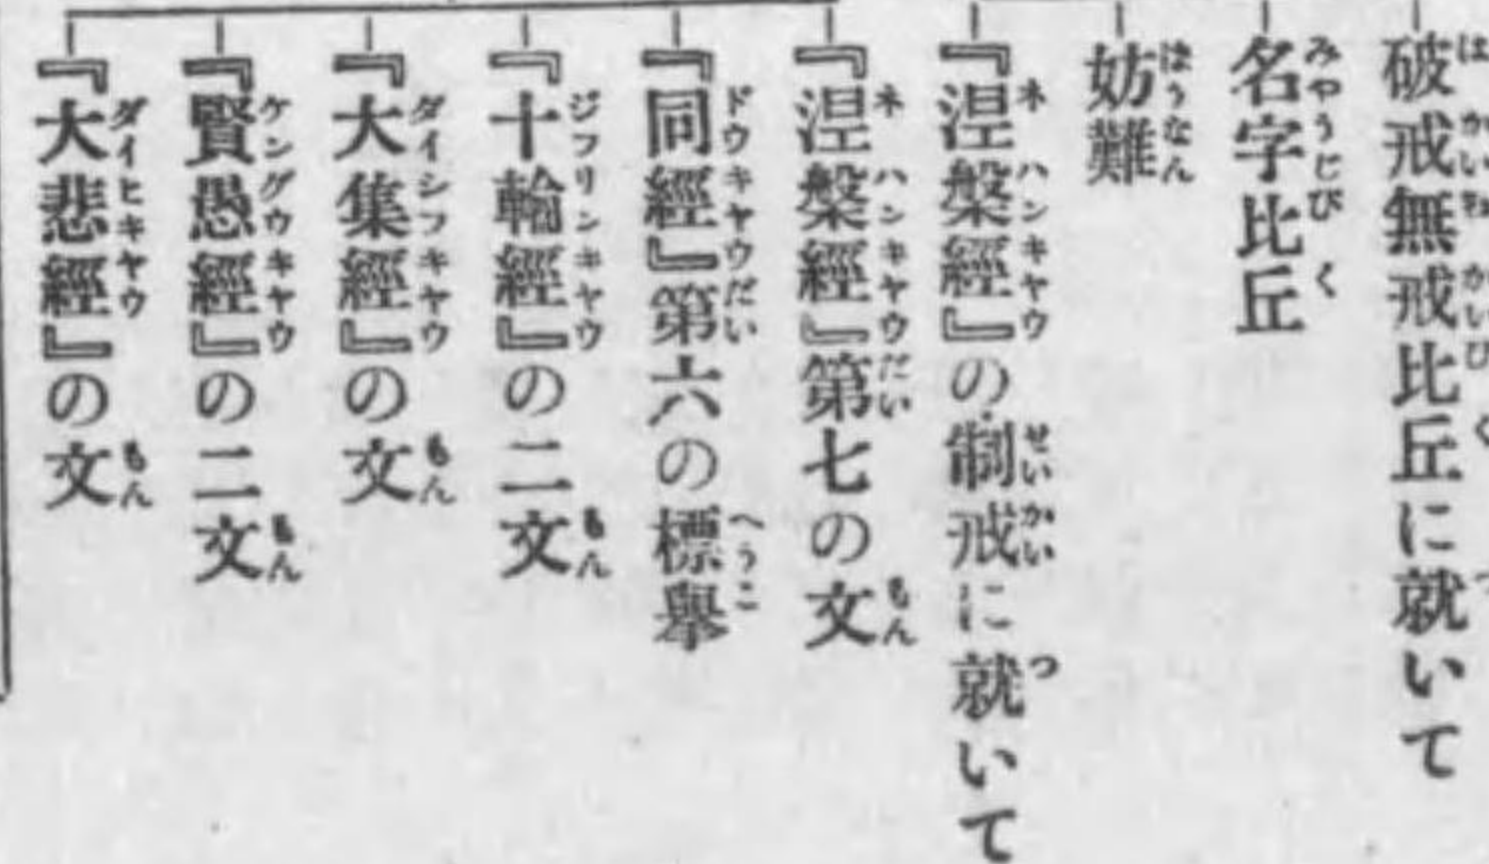 破戒無戒比丘に就いて
名字比丘
妨難
『涅槃經』の制戒に就いて
『涅槃經』第七の文
『同經』第六の標擧
『十輪經』の二文
『大集經』の文
『賢愚經』の二文
『大悲經』の文